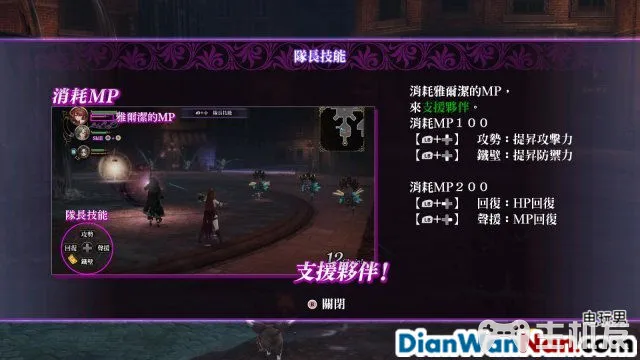 隊長技能
消耗MP
雅爾潔的MP
隊長技能
攻勢
回復
聲援
鐵壁
12
支援夥伴!
消耗雅爾潔的MP，
來支援夥伴。
消耗MP１００
【+】 攻勢：提昇攻擊力
【+】 鐵壁：提昇防禦力
消耗MP２００
【+】 回復：HP回復
【+】 聲援：MP回復
關閉
电玩男
DianWanNan.com